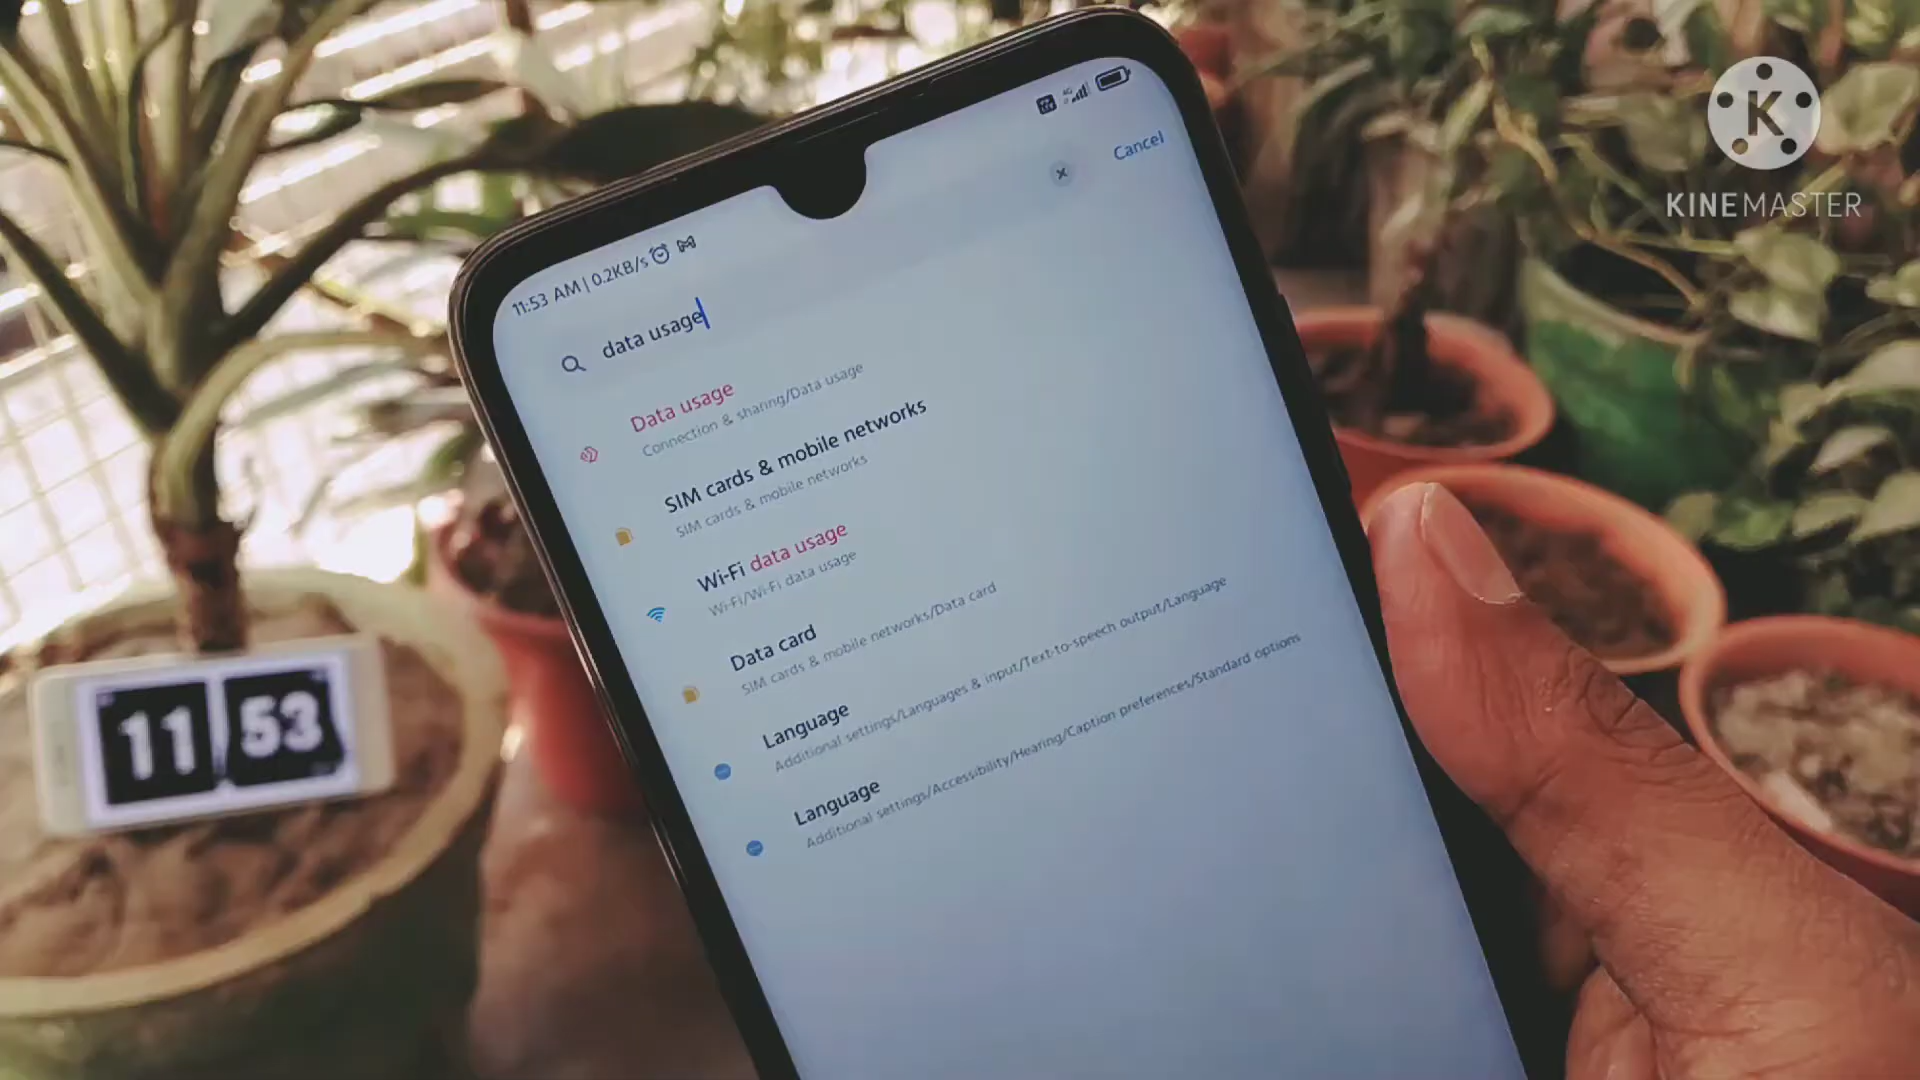 KINEMASTER
11:53 AM | 0.2KB/s
4G
Cancel
data usage
Data usage
Connection & sharing/Data usage
SIM cards & mobile networks
SIM cards & mobile networks
Wi-Fi data usage
Wi-Fi/Wi-Fi data usage
Data card
SIM cards & mobile networks/Data card
Language
Additional settings/Languages & input/Text-to-speech output/Language
Language
Additional settings/Accessibility/Hearing/Caption preferences/Standard options
11 53